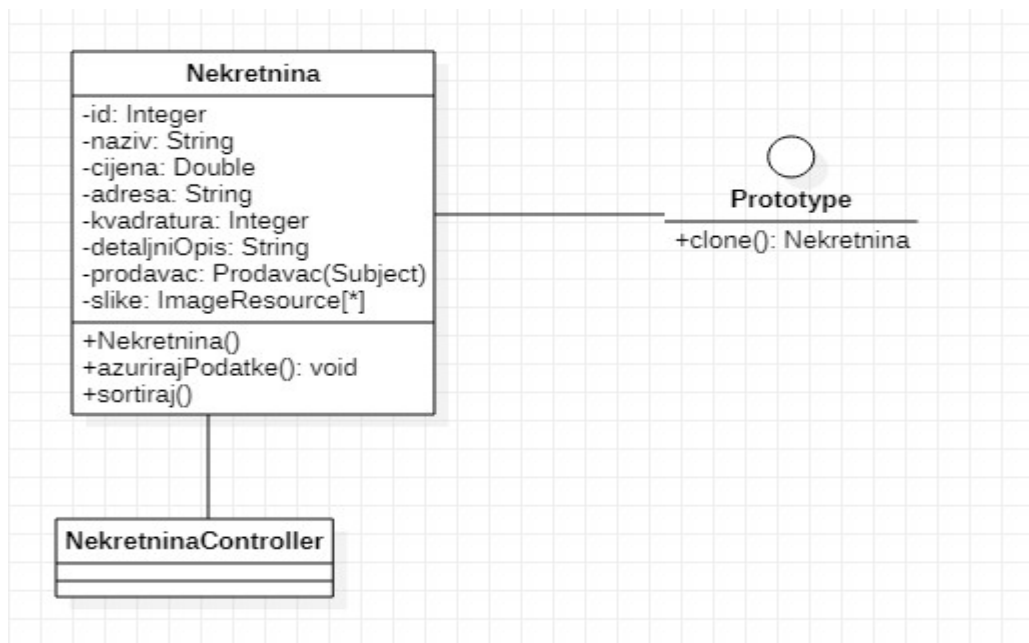 Nekretnina
-id: Integer
-naziv: String
-cijena: Double
-adresa: String
-kvadratura: Integer
-detaljniOpis: String
-prodavac: Prodavac(Subject)
-slike: ImageResource[*]
+Nekretnina()
+azurirajPodatke(): void
+sortiraj()
Prototype
+clone(): Nekretnina
NekretninaController